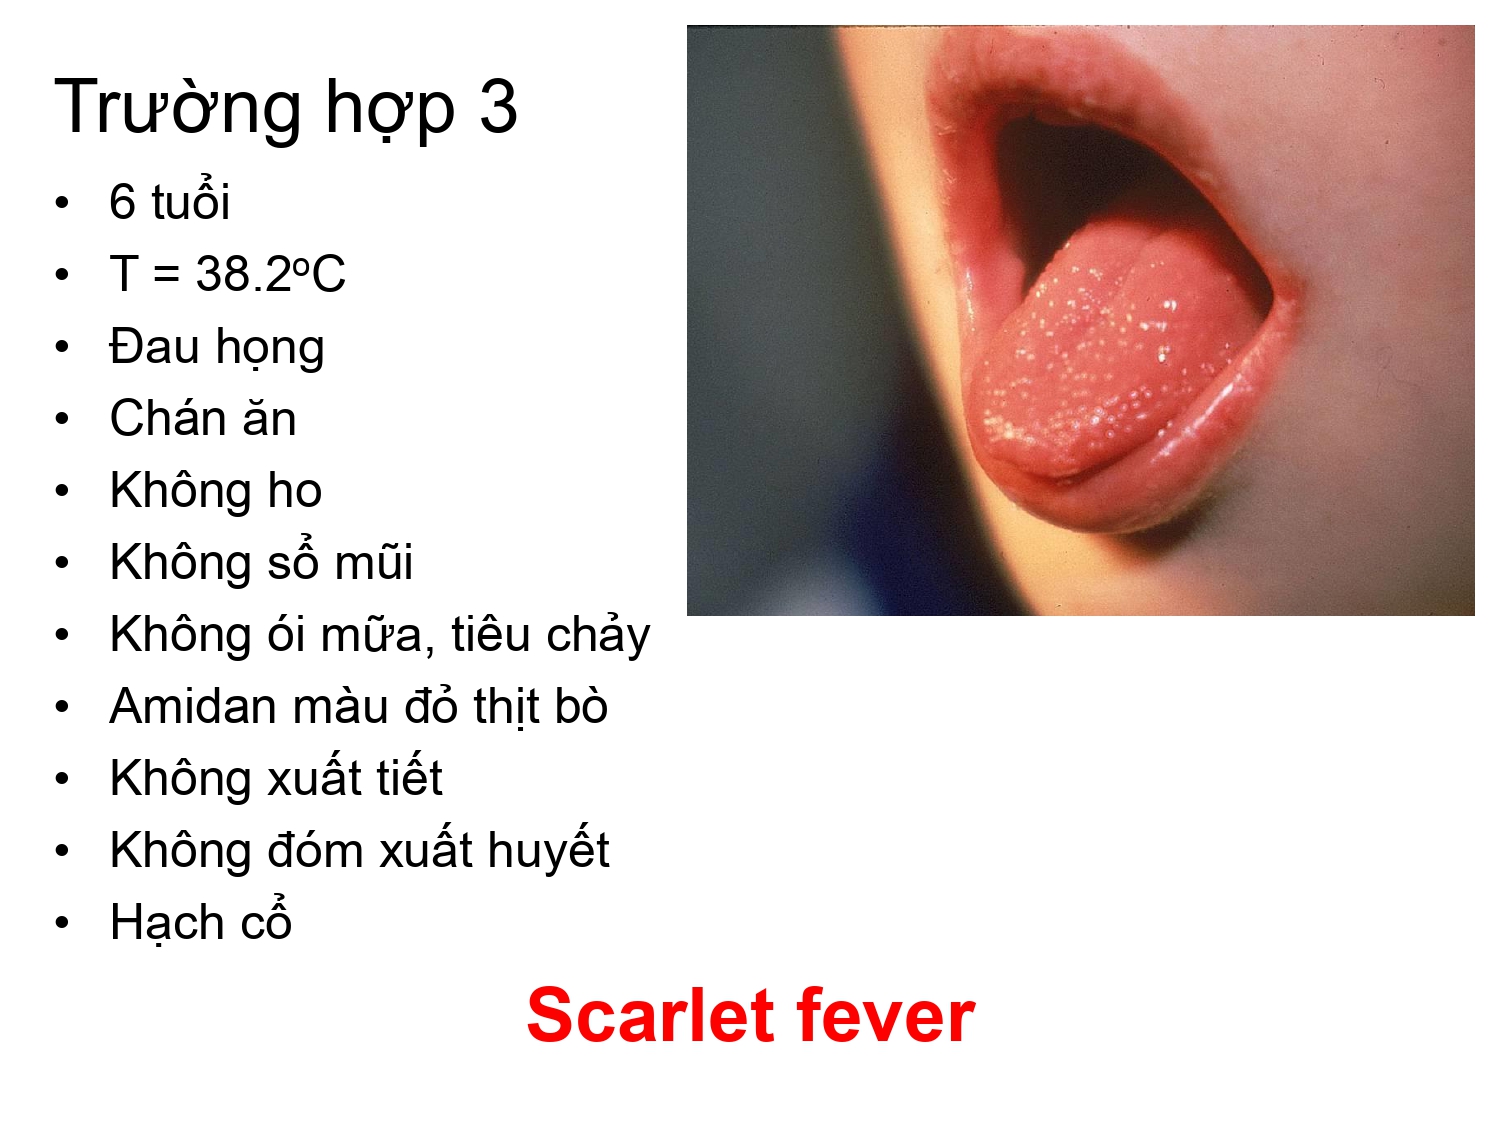 Trường hợp 3
• 6 tuổi
• T = 38.2ºC
• Đau họng
• Chán ăn
• Không ho
• Không sổ mũi
• Không ói mữa, tiêu chảy
• Amidan màu đỏ thịt bò
• Không xuất tiết
• Không đóm xuất huyết
• Hạch cổ
Scarlet fever